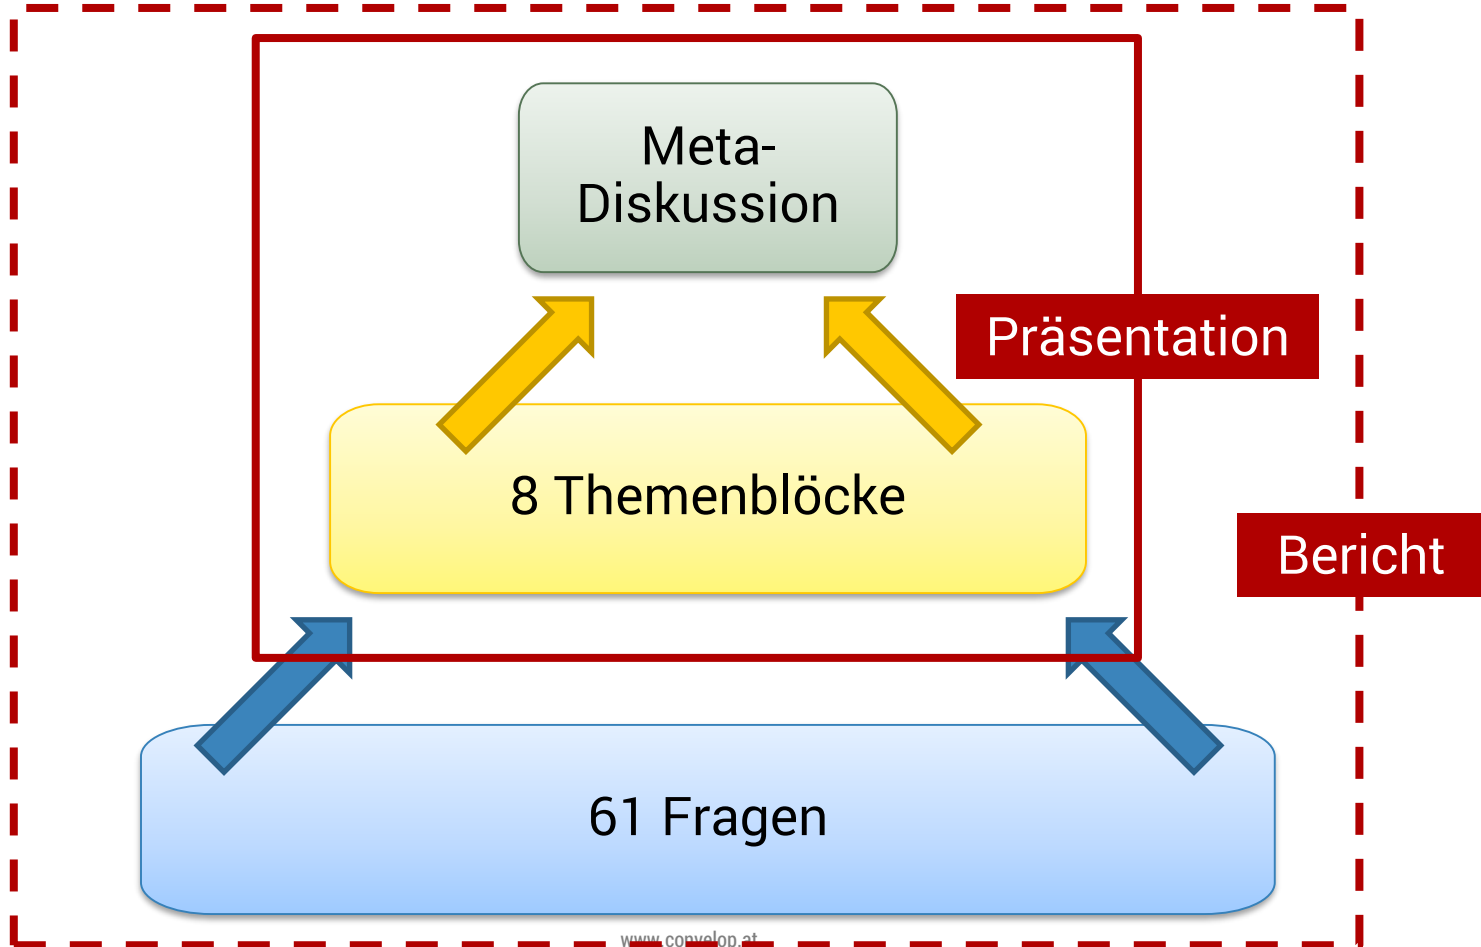 Meta-
Diskussion
Präsentation
8 Themenblöcke
Bericht
61 Fragen
www.convelop.at